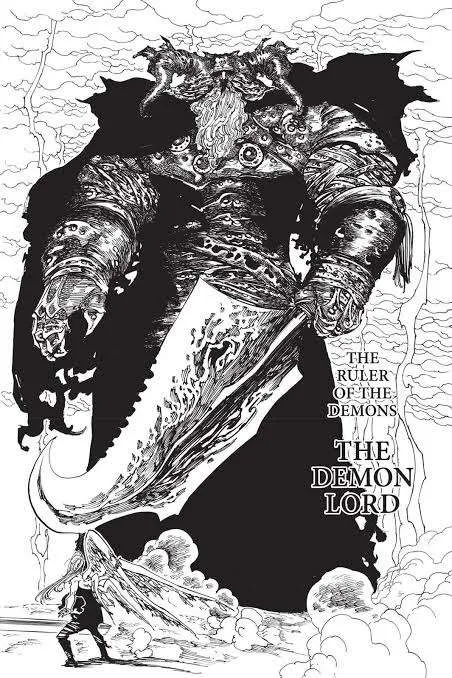 THE
RULER
OF THE
DEMONS
THE
DEMON
LORD